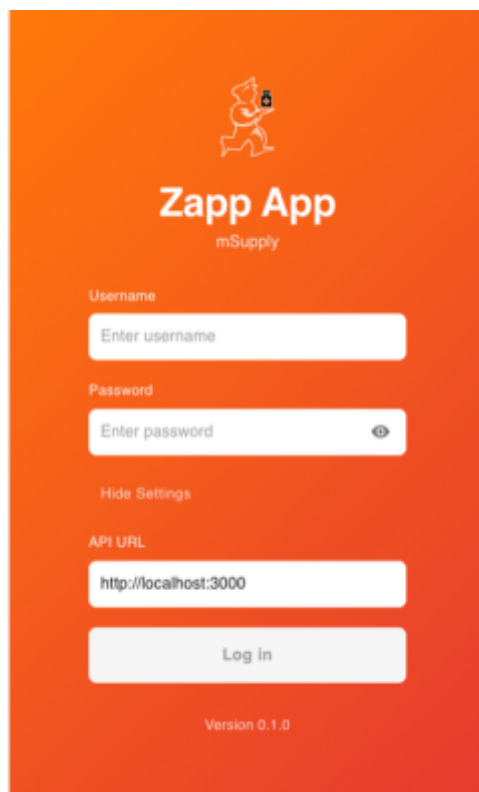 Zapp App
mSupply
Username
Enter username
Password
Enter password
Hide Settings
API URL
http://localhost:3000
Log in
Version 0.1.0